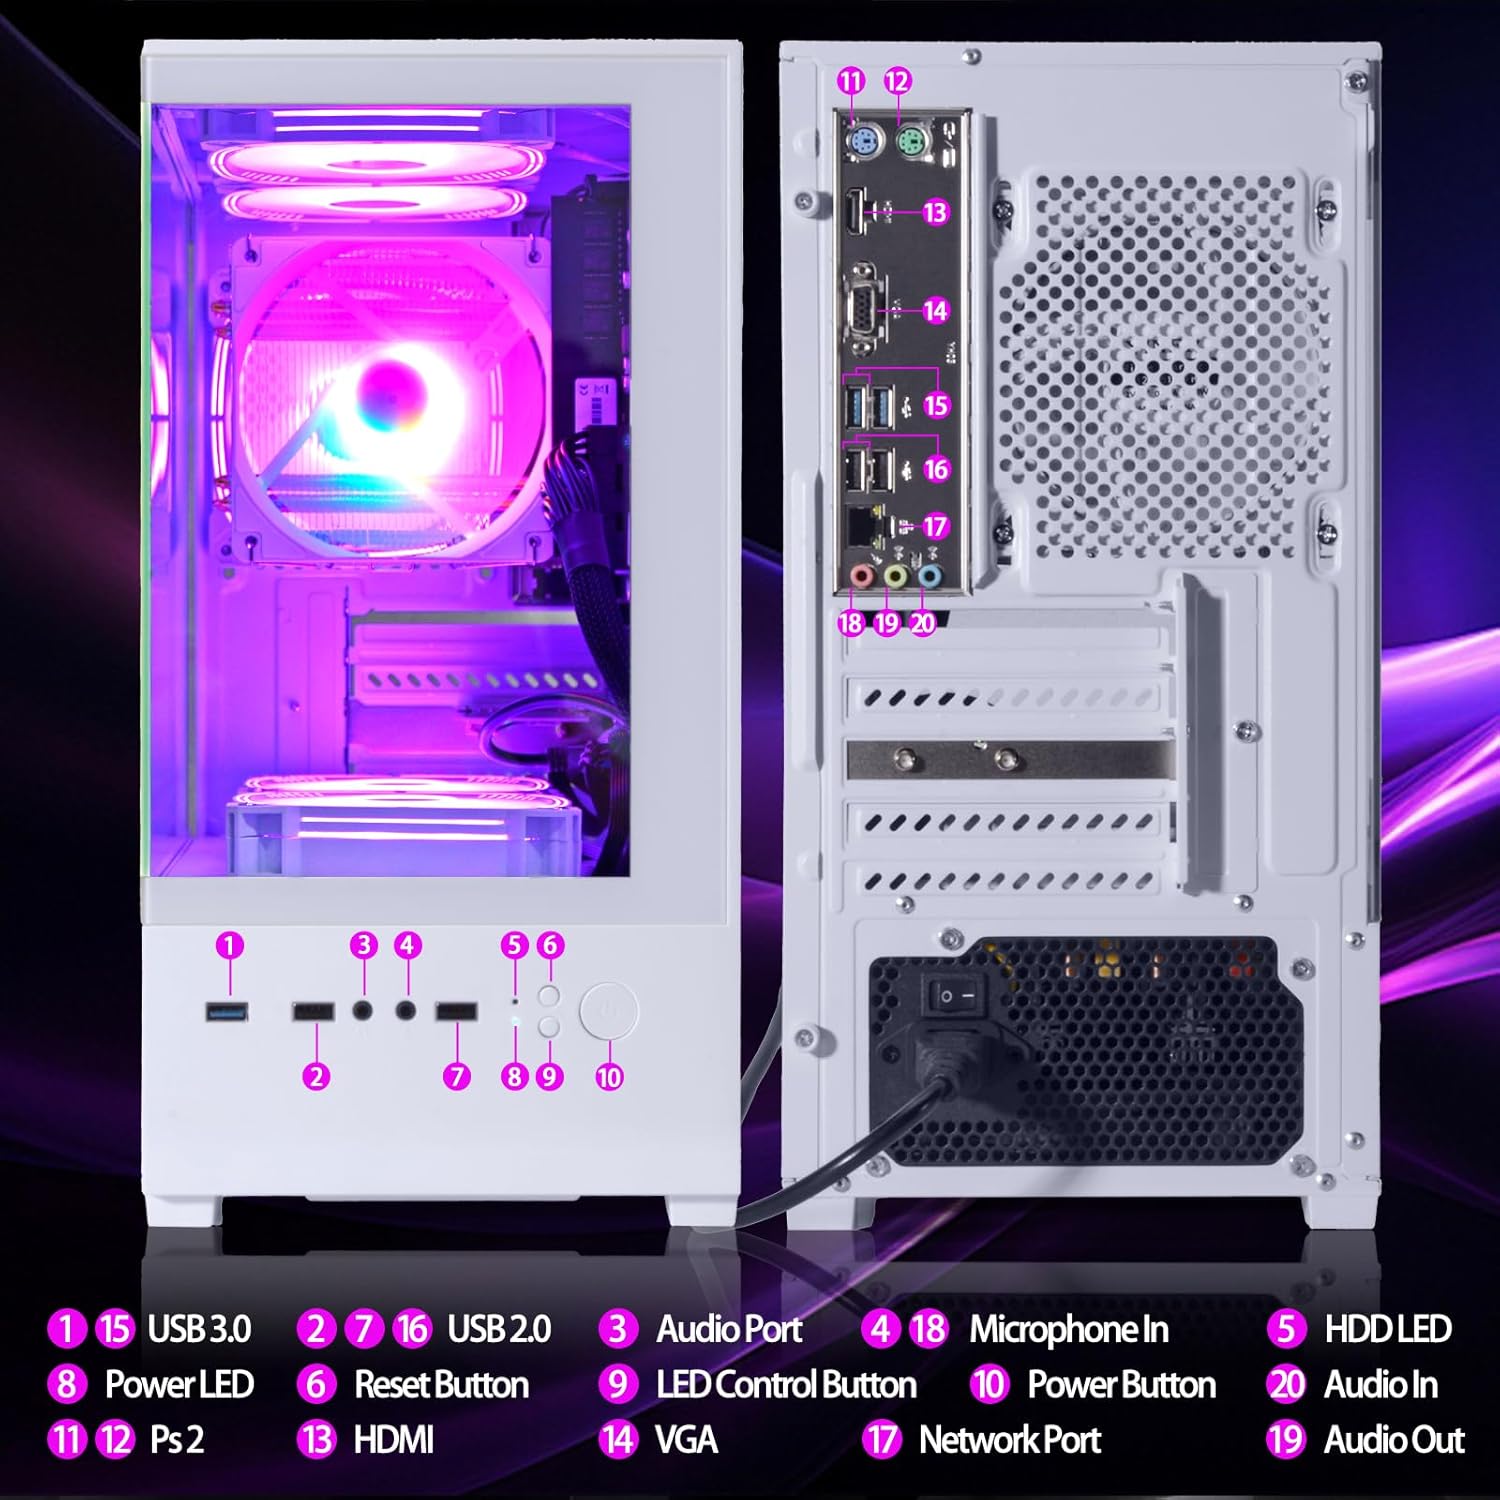 11 12
13
HDMI
14
VGA
15
16
17
18 19 20
1 3 4 5 6
2 7 8 9 10
1 15 USB 3.0 2 7 16 USB 2.0 3 Audio Port 4 18 Microphone In 5 HDD LED
8 Power LED 6 Reset Button 9 LED Control Button 10 Power Button 20 Audio In
11 12 Ps 2 13 HDMI 14 VGA 17 Network Port 19 Audio Out